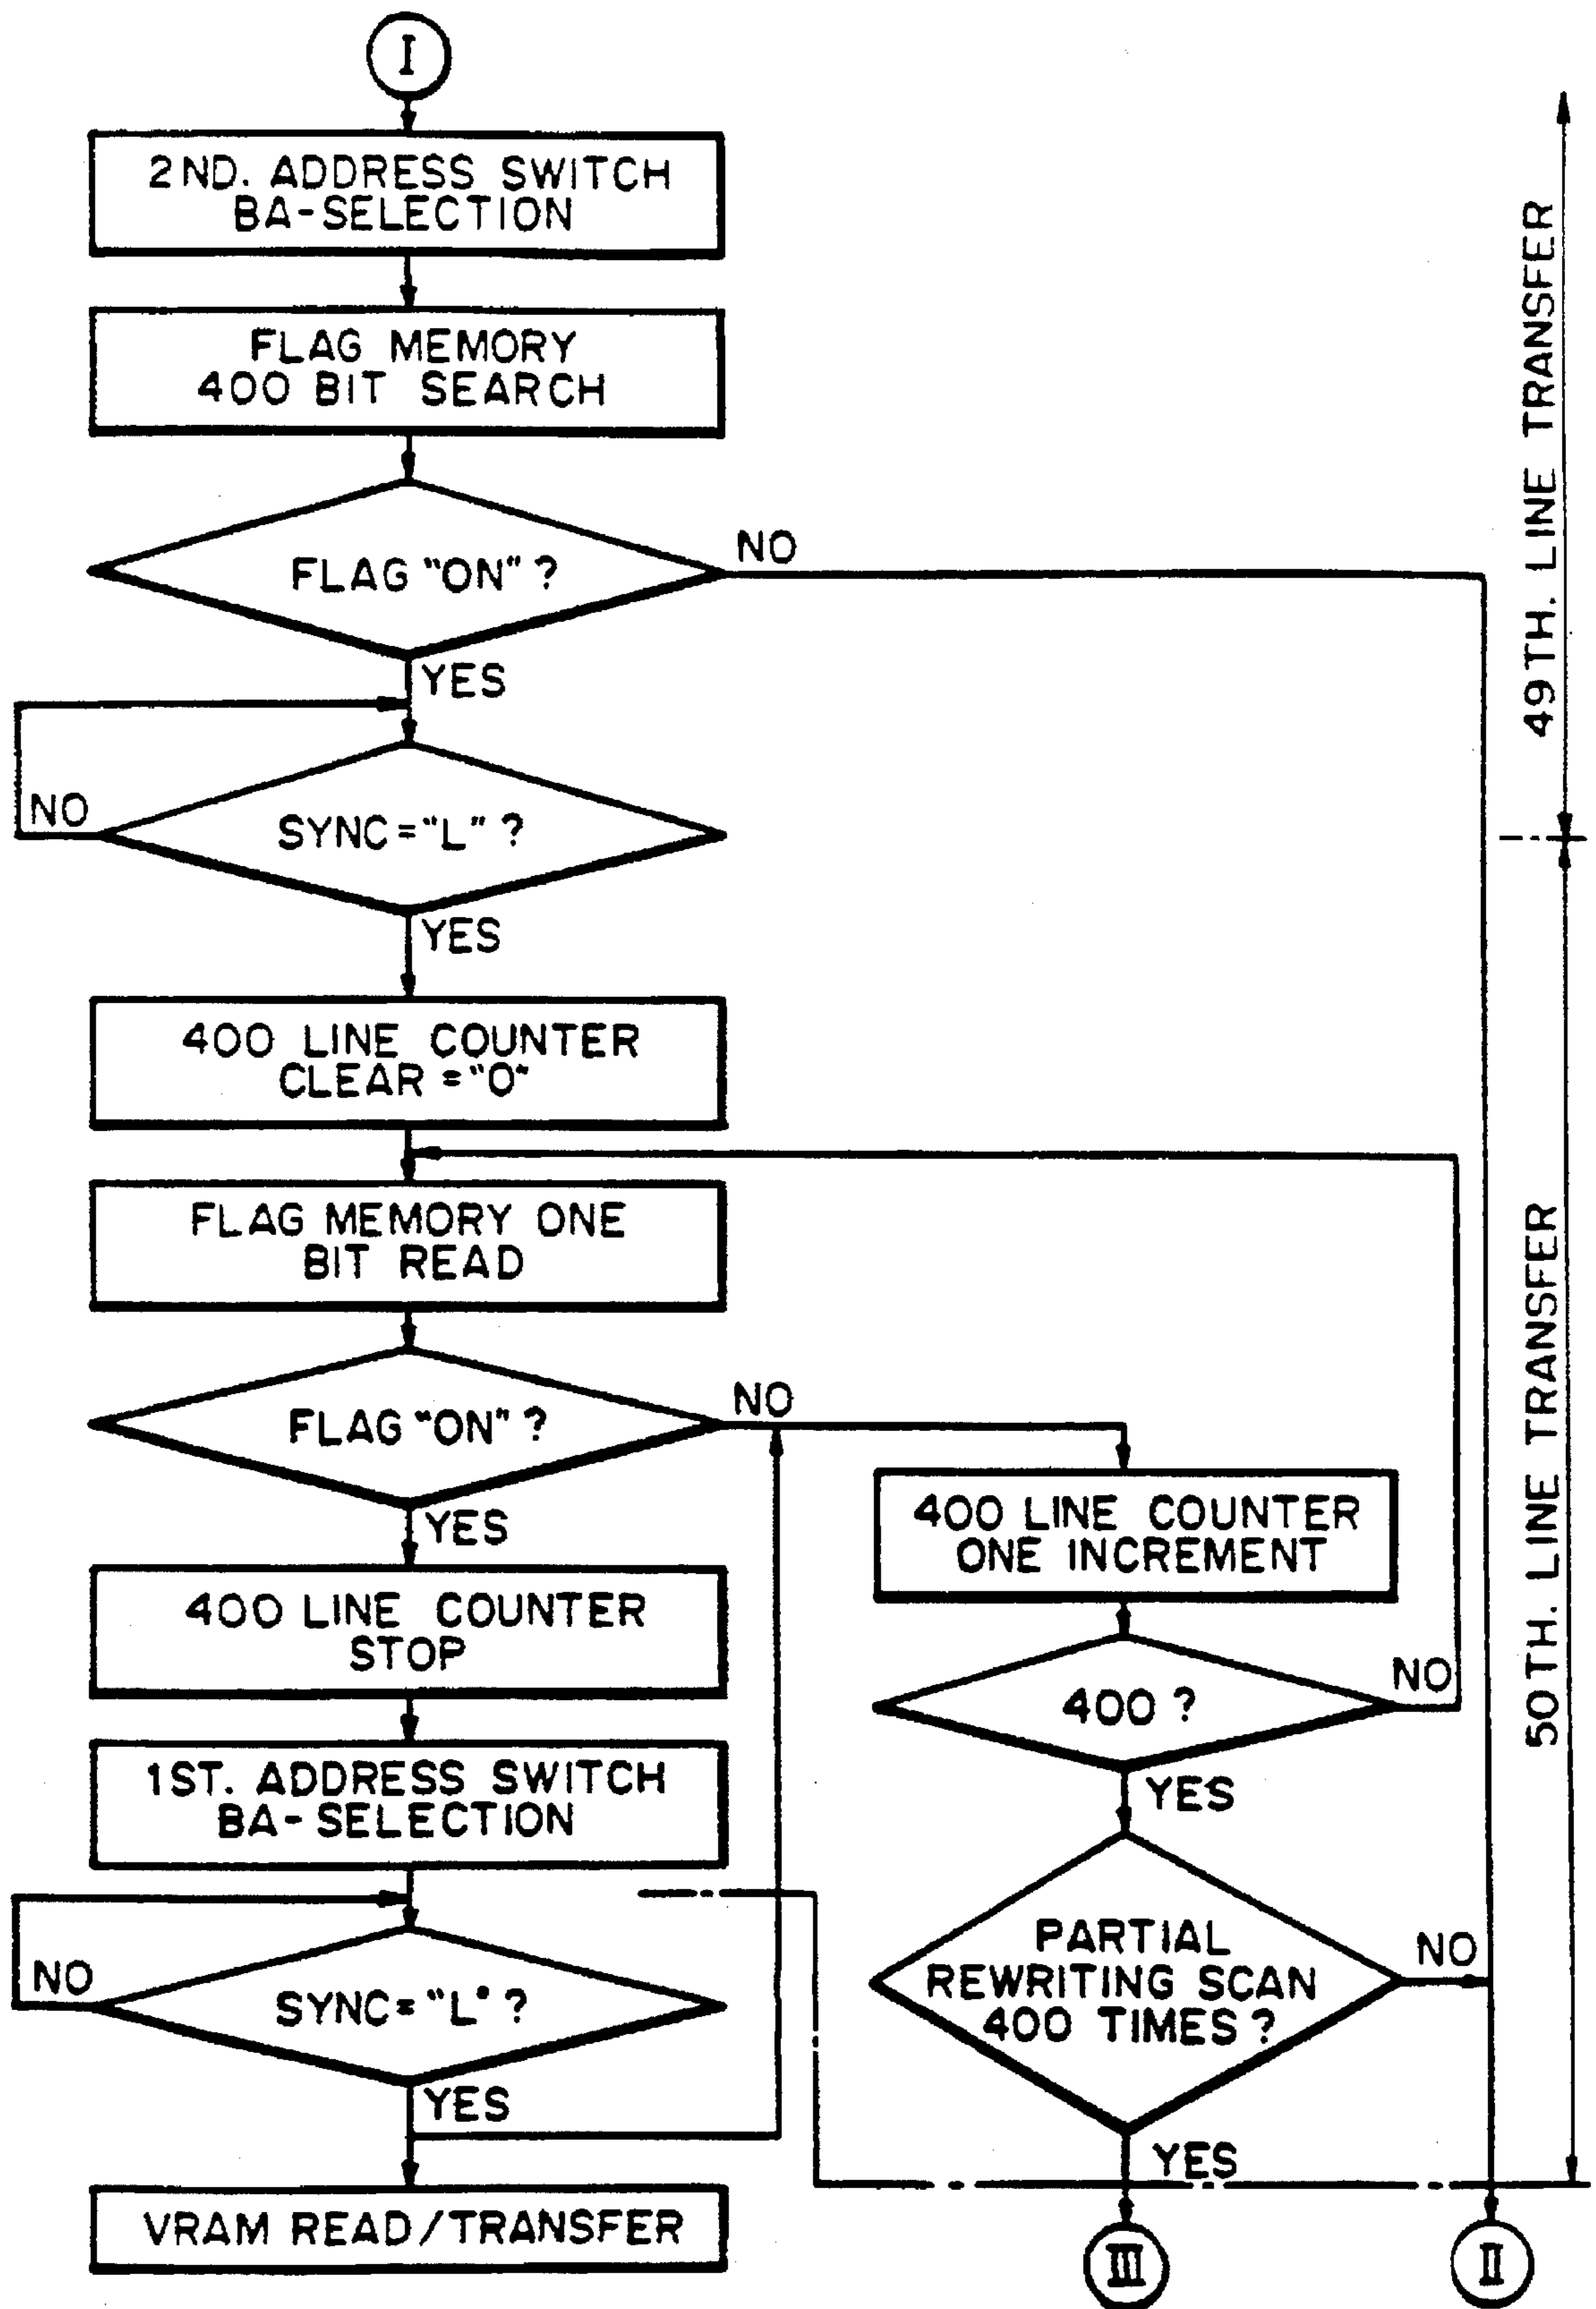 I
2ND. ADDRESS SWITCH
BA-SELECTION
FLAG MEMORY
400 BIT SEARCH
FLAG "ON" ?
NO
YES
SYNC="L" ?
NO
YES
400 LINE COUNTER
CLEAR="0"
FLAG MEMORY ONE
BIT READ
FLAG "ON" ?
NO
YES
400 LINE COUNTER
STOP
1ST. ADDRESS SWITCH
BA-SELECTION
SYNC="L" ?
NO
YES
VRAM READ/TRANSFER
400 LINE COUNTER
ONE INCREMENT
400 ?
NO
YES
PARTIAL
REWRITING SCAN
400 TIMES ?
NO
YES
III
II
49TH. LINE TRANSFER
50TH. LINE TRANSFER